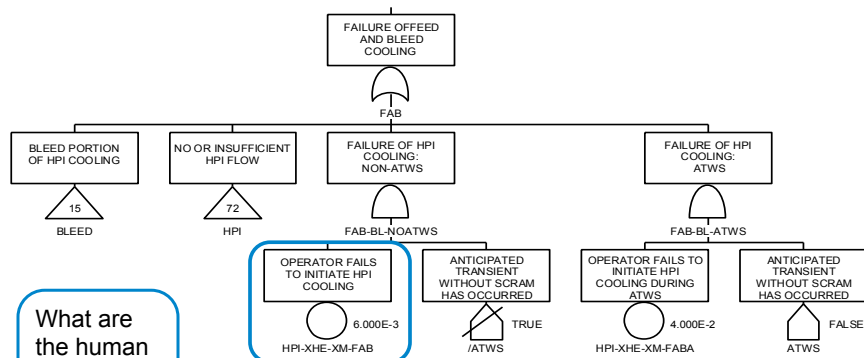 FAILURE OFFEED
AND BLEED
COOLING
FAB
BLEED PORTION
OF HPI COOLING
15
BLEED
NO OR INSUFFICIENT
HPI FLOW
72
HPI
FAILURE OF HPI
COOLING:
NON-ATWS
FAB-BL-NOATWS
FAILURE OF HPI
COOLING:
ATWS
FAB-BL-ATWS
OPERATOR FAILS
TO INITIATE HPI
COOLING
6.000E-3
HPI-XHE-XM-FAB
ANTICIPATED
TRANSIENT
WITHOUT SCRAM
HAS OCCURRED
TRUE
/ATWS
OPERATOR FAILS TO
INITIATE HPI
COOLING DURING
ATWS
4.000E-2
HPI-XHE-XM-FABA
ANTICIPATED
TRANSIENT
WITHOUT SCRAM
HAS OCCURRED
FALSE
ATWS
What are
the human